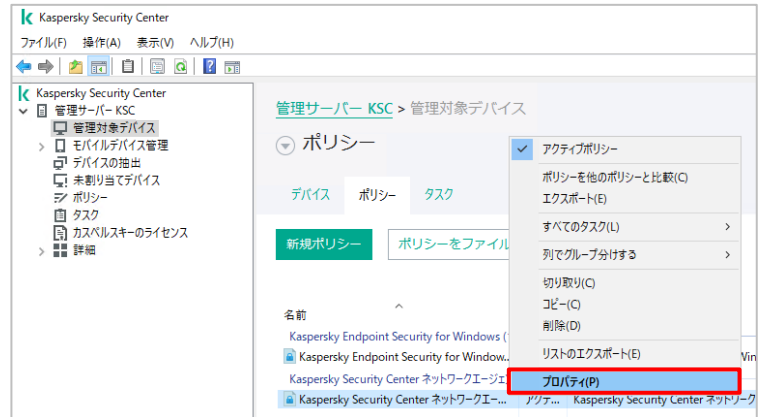 Kaspersky Security Center
ファイル(F) 操作(A) 表示(V) ヘルプ(H)
Kaspersky Security Center
管理サーバー KSC
管理対象デバイス
モバイルデバイス管理
デバイスの抽出
未割り当てデバイス
ポリシー
タスク
カスペルスキーのライセンス
詳細
管理サーバー KSC > 管理対象デバイス
ポリシー
デバイス ポリシー タスク
新規ポリシー ポリシーをファイル
名前
Kaspersky Endpoint Security for Windows (
Kaspersky Endpoint Security for Window...
Kaspersky Security Center ネットワークエージェ
Kaspersky Security Center ネットワークエー... アクテ... Kaspersky Security Center ネットワーク
アクティブポリシー
ポリシーを他のポリシーと比較(C)
エクスポート(E)
すべてのタスク(L)
列でグループ分けする
切り取り(C)
コピー(C)
削除(D)
リストのエクスポート(E)
プロパティ(P)